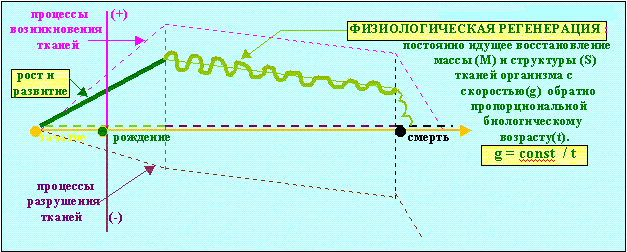 процессы
возникновения
тканей
(+)
ФИЗИОЛОГИЧЕСКАЯ РЕГЕНЕРАЦИЯ :
постоянно идущее восстановление
массы (M) и структуры (S)
тканей организма с
скоростью(g) обратно
пропорциональной
биологическому
возрасту(t).
g = const / t
рост и
развитие
рождение
смерть
процессы
разрушения
тканей
(-)